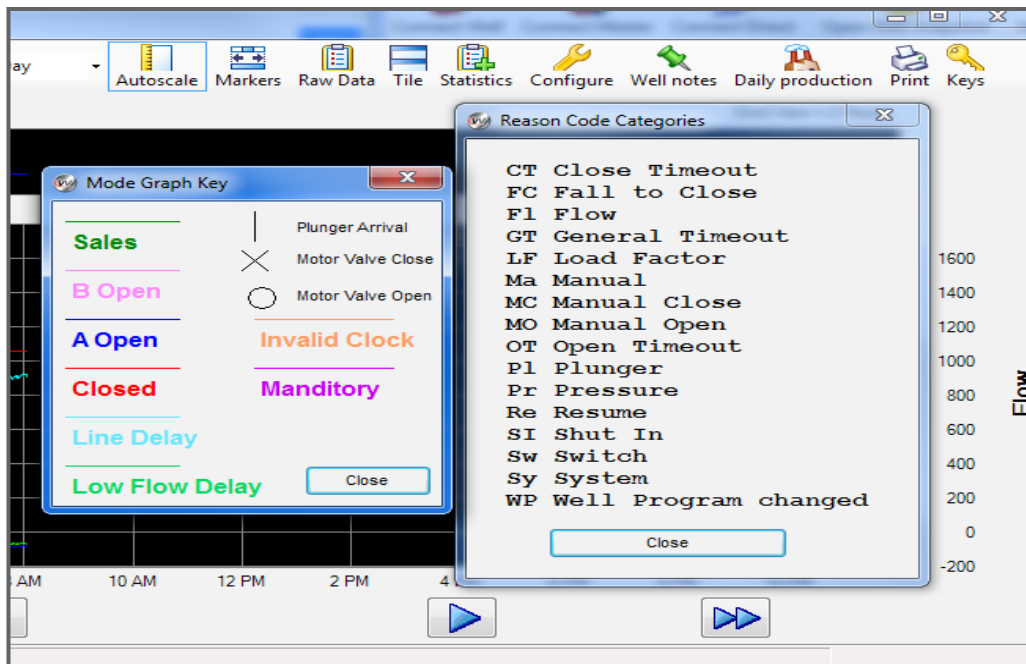 ay
Autoscale Markers Raw Data Tile Statistics Configure Well notes Daily production Print Keys
Mode Graph Key
Sales
B Open
A Open
Closed
Line Delay
Low Flow Delay
Plunger Arrival
Motor Valve Close
Motor Valve Open
Invalid Clock
Manditory
Close
Reason Code Categories
CT Close Timeout
FC Fall to Close
Fl Flow
GT General Timeout
LF Load Factor
Ma Manual
MC Manual Close
MO Manual Open
OT Open Timeout
Pl Plunger
Pr Pressure
Re Resume
SI Shut In
Sw Switch
Sy System
WP Well Program changed
Close
1600
1400
1200
1000
800
600
400
200
0
-200
Flow
AM 10 AM 12 PM 2 PM 4